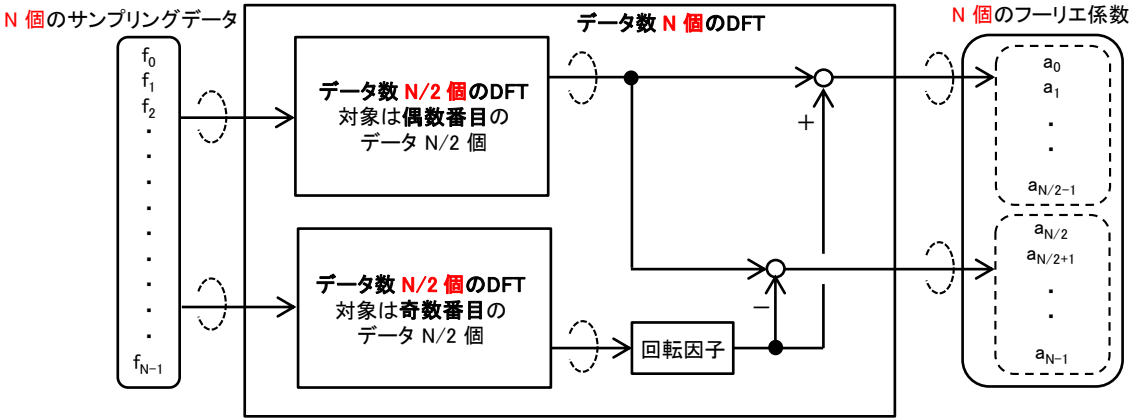 N 個のサンプリングデータ
f0
f1
f2
・
・
・
・
・
・
・
・
・
fN-1
データ数 N 個のDFT
データ数 N/2 個のDFT
対象は偶数番目の
データ N/2 個
データ数 N/2 個のDFT
対象は奇数番目の
データ N/2 個
回転因子
+
−
N 個のフーリエ係数
a0
a1
・
・
aN/2-1
aN/2
aN/2+1
・
・
aN-1